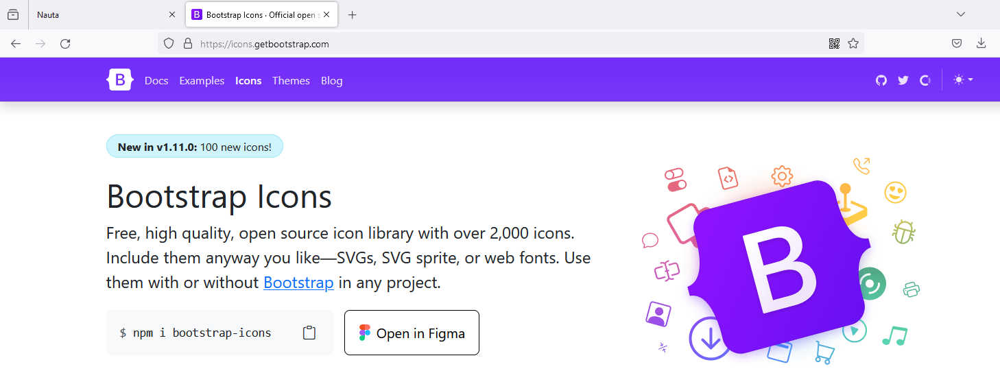 Nauta
B Bootstrap Icons · Official open s
https://icons.getbootstrap.com
B Docs Examples Icons Themes Blog
New in v1.11.0: 100 new icons!
Bootstrap Icons
Free, high quality, open source icon library with over 2,000 icons.
Include them anyway you like—SVGs, SVG sprite, or web fonts. Use
them with or without Bootstrap in any project.
$ npm i bootstrap-icons
Open in Figma
B